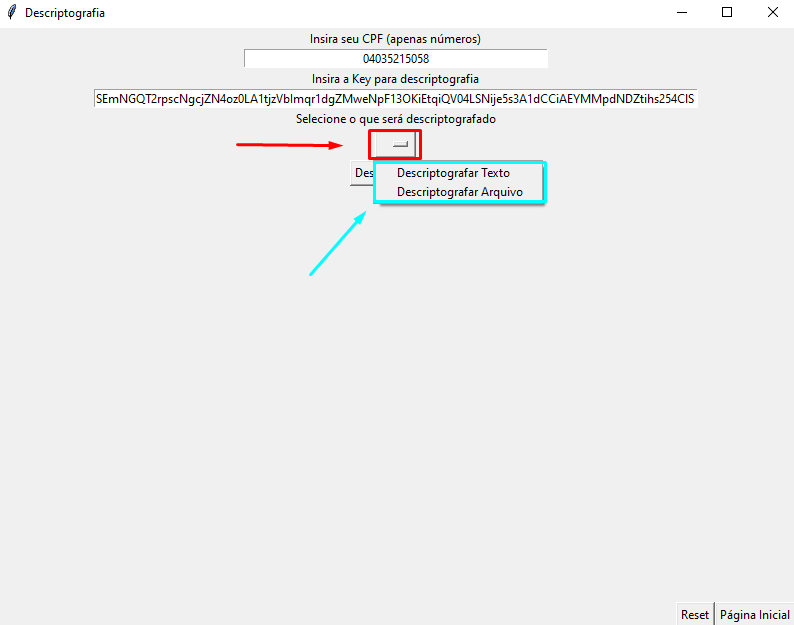 Descriptografia
Insira seu CPF (apenas números)
04035215058
Insira a Key para descriptografia
SEmNGQT2rpscNgcjZN4oz0LA1tjzVbImqr1dgZMweNpF13OKiEtqiQV04LSNije5s3A1dCCiAEYMMpdNDZtihs254ClS
Selecione o que será descriptografado
Des
Descriptografar Texto
Descriptografar Arquivo
Reset
Página Inicial